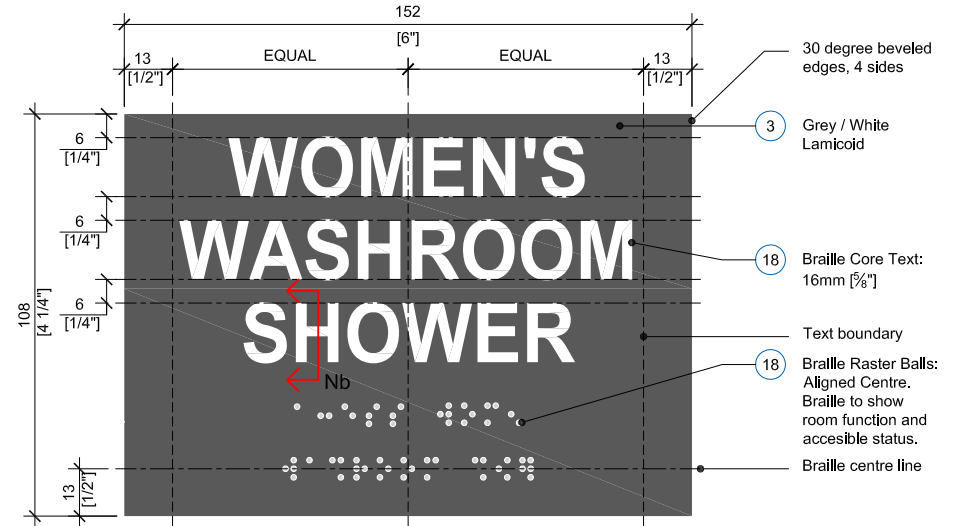 152
[6"]
13
[1/2"]
EQUAL
EQUAL
13
[1/2"]
30 degree beveled
edges, 4 sides
3
Grey / White
Lamicoid
6
[1/4"]
WOMEN'S
6
[1/4"]
WASHROOM
18
Braille Core Text:
16mm [⅝"]
108
[4 1/4"]
6
[1/4"]
SHOWER
Text boundary
18
Braille Raster Balls:
Aligned Centre.
Braille to show
room function and
accesible status.
Nb
Braille centre line
13
[1/2"]